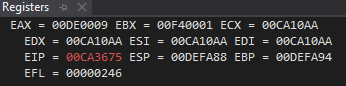 Registers
EAX = 00DE0009 EBX = 00F40001 ECX = 00CA10AA
EDX = 00CA10AA ESI = 00CA10AA EDI = 00CA10AA
EIP = 00CA3675 ESP = 00DEFA88 EBP = 00DEFA94
EFL = 00000246